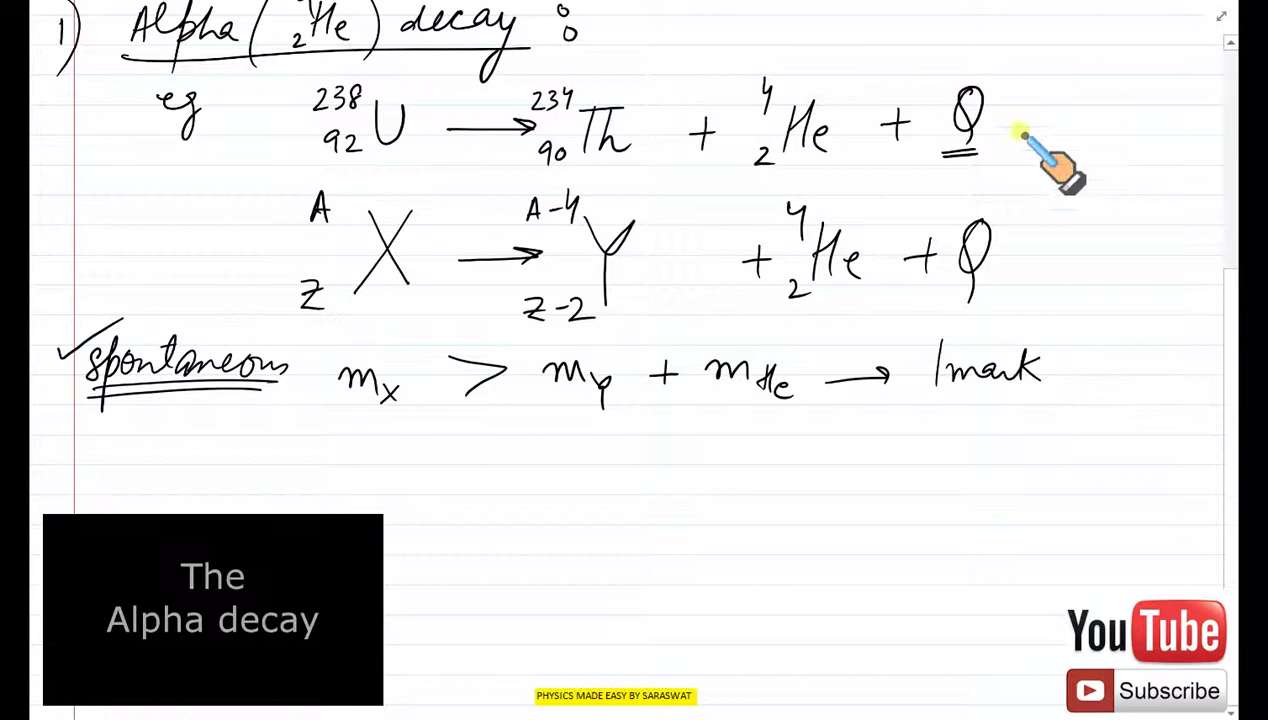 1) Alpha (⁴₂He) decay :
eg ²³⁸₉₂U → ²³⁴₉₀Th + ⁴₂He + Q
ᴬ_Z X → ᴬ⁻⁴_Z-2 Y + ⁴₂He + Q
✓spontaneous m_X > m_Y + m_He → 1mark
The
Alpha decay
YouTube
Subscribe
PHYSICS MADE EASY BY SARASWAT